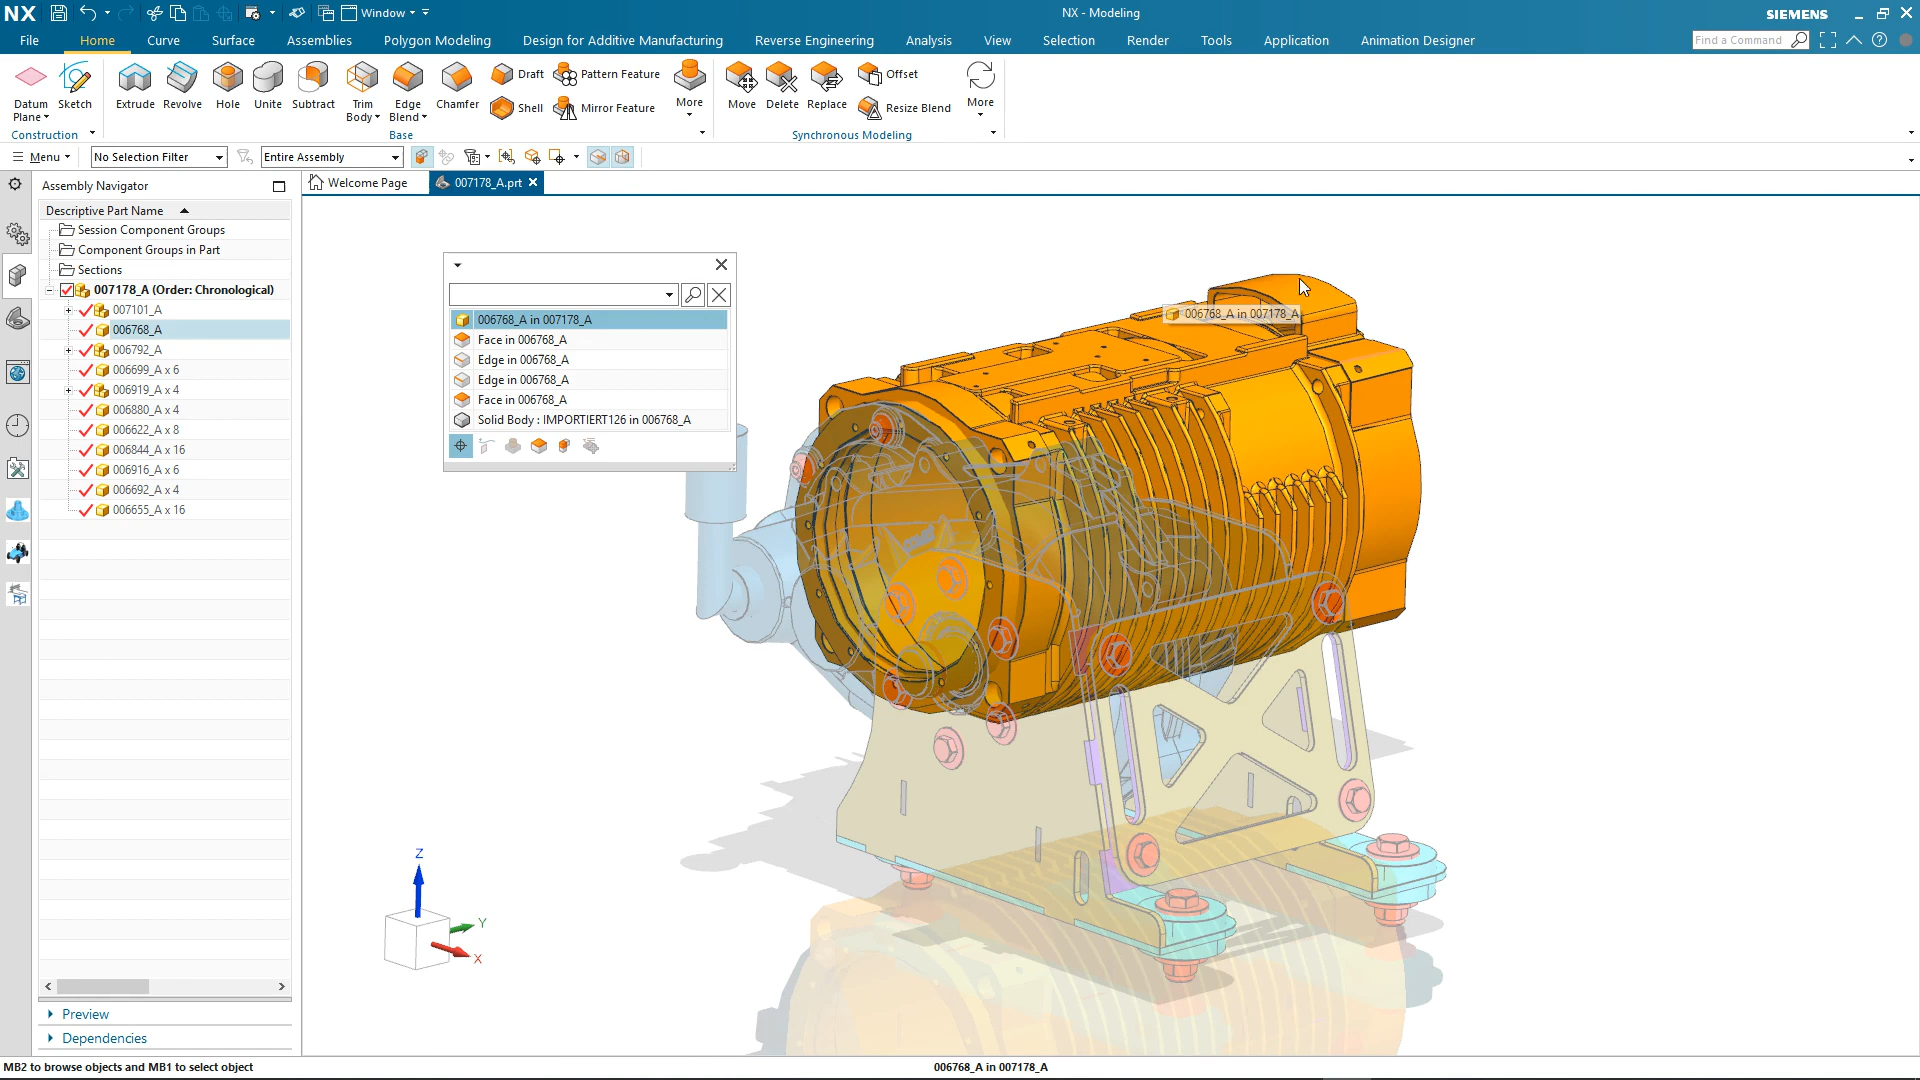 NX Window NX - Modeling SIEMENS
File Home Curve Surface Assemblies Polygon Modeling Design for Additive Manufacturing Reverse Engineering Analysis View Selection Render Tools Application Animation Designer Find a Command
Datum Plane Sketch Extrude Revolve Hole Unite Subtract Trim Body Edge Blend Chamfer Draft Shell Pattern Feature Mirror Feature More Move Delete Replace Offset Resize Blend More
Construction Base Synchronous Modeling
Menu No Selection Filter Entire Assembly
Assembly Navigator
Welcome Page 007178_A.prt
Descriptive Part Name
Session Component Groups
Component Groups in Part
Sections
007178_A (Order: Chronological)
007101_A
006768_A
006792_A
006699_A x 6
006919_A x 4
006880_A x 4
006622_A x 8
006844_A x 16
006916_A x 6
006692_A x 4
006655_A x 16
Preview
Dependencies
006768_A in 007178_A
Face in 006768_A
Edge in 006768_A
Edge in 006768_A
Face in 006768_A
Solid Body : IMPORTIERT126 in 006768_A
006768_A in 007178_A
Z
Y
X
MB2 to browse objects and MB1 to select object
006768_A in 007178_A